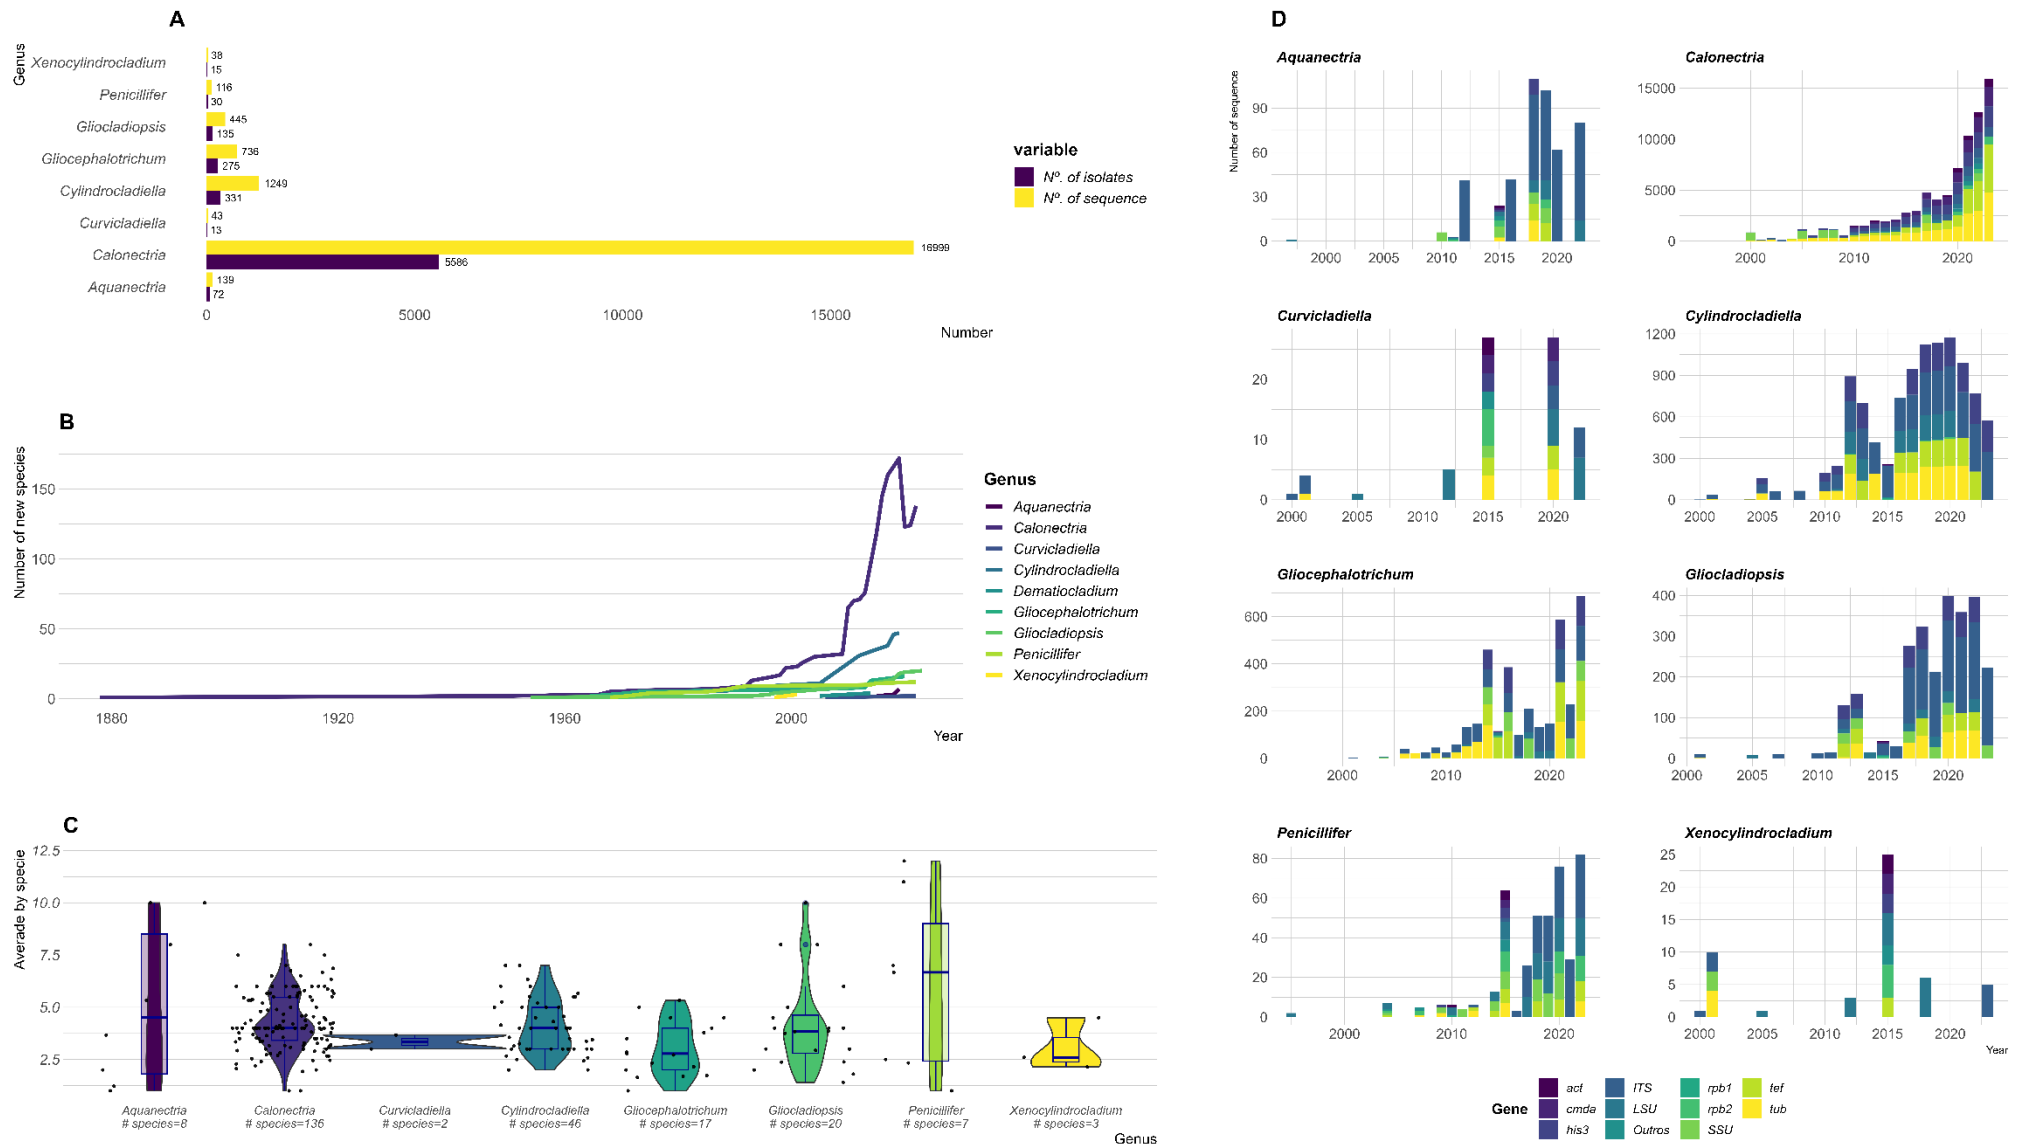 A
Genus
Xenocylindrocladium
38
15
Penicillifer
116
30
Gliocladiopsis
445
135
Gliocephalotrichum
736
275
Cylindrocladiella
1249
331
Curvicladiella
43
13
Calonectria
16999
5586
Aquanectria
139
72
0 5000 10000 15000
Number
variable
Nº. of isolates
Nº. of sequence
B
Number of new species
150
100
50
0
1880 1920 1960 2000
Year
Genus
Aquanectria
Calonectria
Curvicladiella
Cylindrocladiella
Dematiocladium
Gliocephalotrichum
Gliocladiopsis
Penicillifer
Xenocylindrocladium
C
Averade by specie
12.5
10.0
7.5
5.0
2.5
Aquanectria Calonectria Curvicladiella Cylindrocladiella Gliocephalotrichum Gliocladiopsis Penicillifer Xenocylindrocladium
# species=8 # species=136 # species=2 # species=46 # species=17 # species=20 # species=7 # species=3
Genus
D
Number of sequence
Aquanectria
90
60
30
0
2000 2005 2010 2015 2020
Calonectria
15000
10000
5000
0
2000 2010 2020
Curvicladiella
20
10
0
2000 2005 2010 2015 2020
Cylindrocladiella
1200
900
600
300
0
2000 2005 2010 2015 2020
Gliocephalotrichum
600
400
200
0
2000 2010 2020
Gliocladiopsis
400
300
200
100
0
2000 2005 2010 2015 2020
Penicillifer
80
60
40
20
0
2000 2010 2020
Xenocylindrocladium
25
20
15
10
5
0
2000 2005 2010 2015 2020
Year
Gene
act ITS rpb1 tef
cmda LSU rpb2 tub
his3 Outros SSU